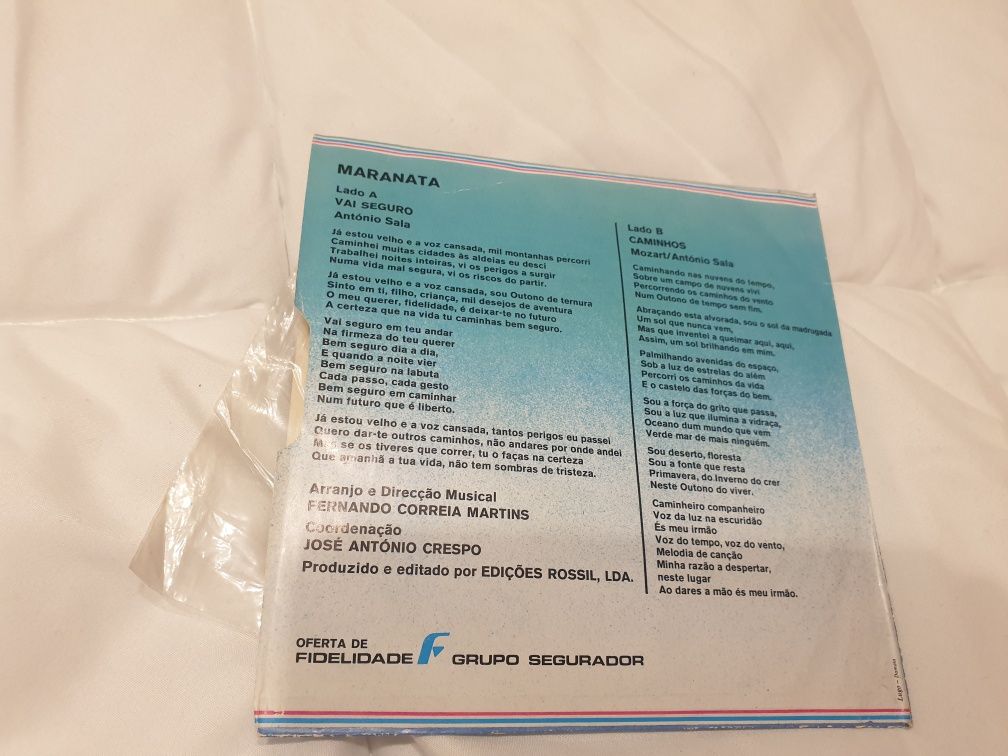 MARANATA
Lado A
VAI SEGURO
António Sala
Já estou velho e a voz cansada, mil montanhas percorri
Caminhei muitas cidades às aldeias eu desci
Trabalhei noites inteiras, vi os perigos a surgir
Numa vida mal segura, vi os riscos do partir.
Já estou velho e a voz cansada, sou Outono de ternura
Sinto em ti, filho, criança, mil desejos de aventura
O meu querer, fidelidade, é deixar-te no futuro
A certeza que na vida tu caminhas bem seguro.
Vai seguro em teu andar
Na firmeza do teu querer
Bem seguro dia a dia,
E quando a noite vier
Bem seguro na labuta
Cada passo, cada gesto
Bem seguro em caminhar
Num futuro que é liberto.
Já estou velho e a voz cansada, tantos perigos eu passei
Quero dar-te outros caminhos, não andares por onde andei
Mas se os tiveres que correr, tu o faças na certeza
Que amanhã a tua vida, não tem sombras de tristeza.
Arranjo e Direcção Musical
FERNANDO CORREIA MARTINS
Coordenação
JOSÉ ANTÓNIO CRESPO
Produzido e editado por EDIÇÕES ROSSIL, LDA.
Lado B
CAMINHOS
Mozart/António Sala
Caminhando nas nuvens do tempo,
Sobre um campo de nuvens vivi
Percorrendo os caminhos do vento
Num Outono de tempo sem fim.
Abraçando esta alvorada, sou o sol da madrugada
Um sol que nunca vem,
Mas que inventei a queimar aqui, aqui,
Assim, um sol brilhando em mim.
Palmilhando avenidas do espaço,
Sob a luz de estrelas do além
Percorri os caminhos da vida
E o castelo das forças do bem.
Sou a força do grito que passa,
Sou a luz que ilumina a vidraça,
Oceano dum mundo que vem
Verde mar de mais ninguém.
Sou deserto, floresta
Sou a fonte que resta
Primavera, do Inverno do crer
Neste Outono do viver.
Caminheiro companheiro
Voz da luz na escuridão
És meu irmão
Voz do tempo, voz do vento,
Melodia de canção
Minha razão a despertar,
neste lugar
Ao dares a mão és meu irmão.
OFERTA DE
FIDELIDADE F GRUPO SEGURADOR